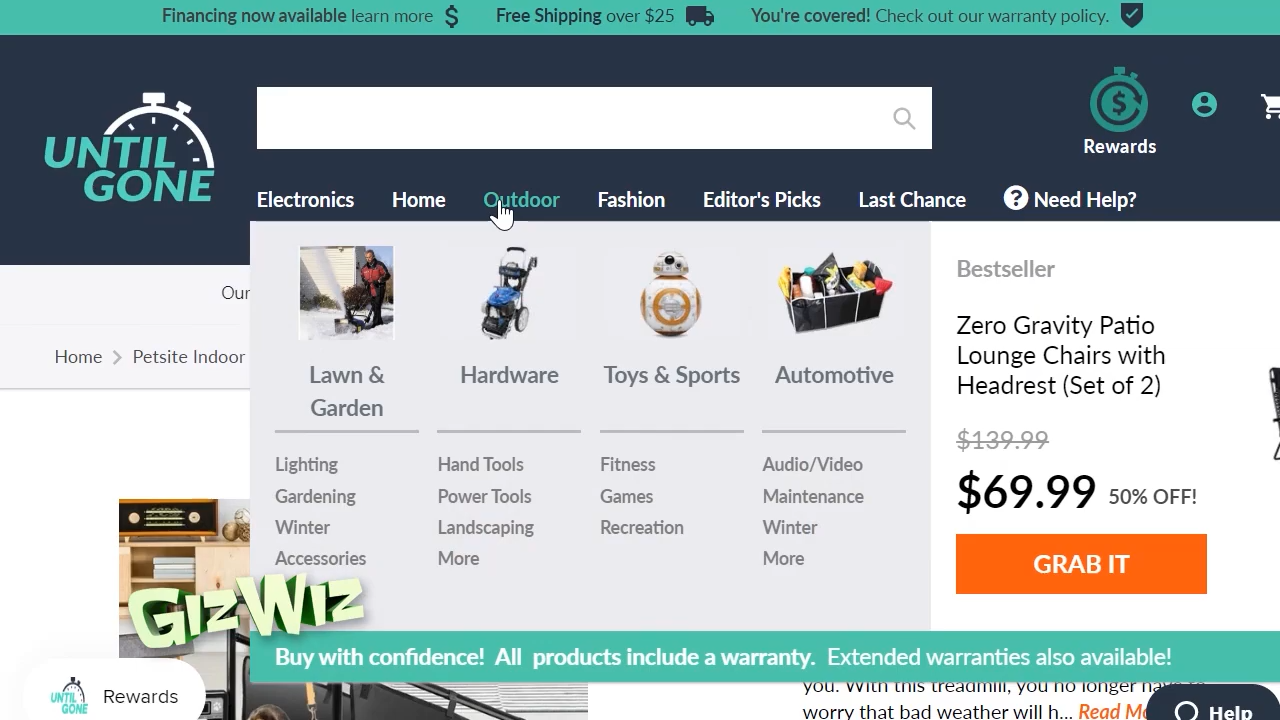 Financing now available learn more $ Free Shipping over $25 You're covered! Check out our warranty policy.
UNTIL
GONE
$
Rewards
Electronics Home Outdoor Fashion Editor's Picks Last Chance ? Need Help?
Our
Home > Petsite Indoor
Lawn &
Garden
Hardware
Toys & Sports
Automotive
Lighting
Gardening
Winter
Accessories
Hand Tools
Power Tools
Landscaping
More
Fitness
Games
Recreation
Audio/Video
Maintenance
Winter
More
Bestseller
Zero Gravity Patio
Lounge Chairs with
Headrest (Set of 2)
$139.99
$69.99 50% OFF!
GRAB IT
GIZWIZ
Buy with confidence! All products include a warranty. Extended warranties also available!
you. With this treadmill, you no longer have to
worry that bad weather will h... Read
UNTIL
GONE
Rewards
Help